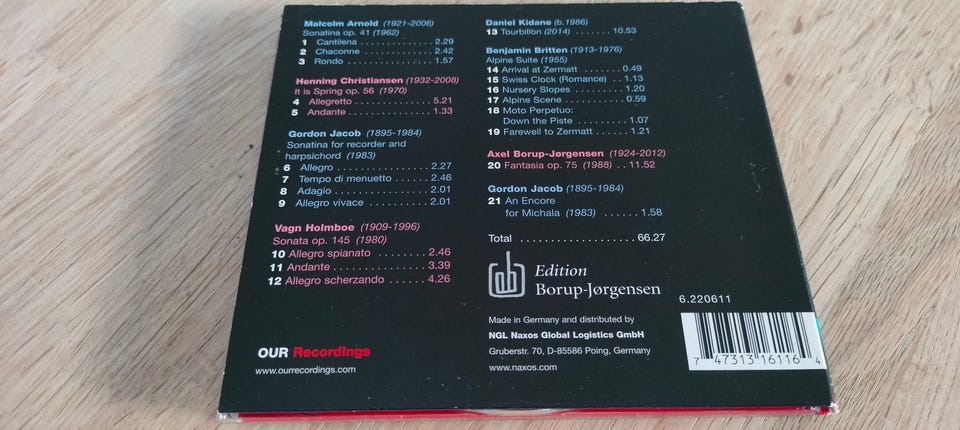 Malcolm Arnold (1921-2006)
Sonatina op. 41 (1962)
1 Cantilena . . . . . . . . . . . . . . 2.29
2 Chaconne . . . . . . . . . . . . . 2.42
3 Rondo . . . . . . . . . . . . . . . . 1.57
Henning Christiansen (1932-2008)
It is Spring op. 56 (1970)
4 Allegretto . . . . . . . . . . . . . . 5.21
5 Andante . . . . . . . . . . . . . . . 1.33
Gordon Jacob (1895-1984)
Sonatina for recorder and
harpsichord (1983)
6 Allegro . . . . . . . . . . . . . . . . 2.27
7 Tempo di menuetto . . . . . . 2.46
8 Adagio . . . . . . . . . . . . . . . . 2.01
9 Allegro vivace . . . . . . . . . . 2.01
Vagn Holmboe (1909-1996)
Sonata op. 145 (1980)
10 Allegro spianato . . . . . . . . 2.46
11 Andante . . . . . . . . . . . . . . . 3.39
12 Allegro scherzando . . . . . . 4.26
OUR Recordings
www.ourrecordings.com
Daniel Kidane (b.1986)
13 Tourbillon (2014) . . . . . . . 10.53
Benjamin Britten (1913-1976)
Alpine Suite (1955)
14 Arrival at Zermatt . . . . . . . 0.49
15 Swiss Clock (Romance) . . 1.13
16 Nursery Slopes . . . . . . . . . 1.20
17 Alpine Scene . . . . . . . . . . . 0.59
18 Moto Perpetuo:
Down the Piste . . . . . . . . . 1.07
19 Farewell to Zermatt . . . . . 1.21
Axel Borup-Jørgensen (1924-2012)
20 Fantasia op. 75 (1988) . . 11.52
Gordon Jacob (1895-1984)
21 An Encore
for Michala (1983) . . . . . . 1.58
Total . . . . . . . . . . . . . . . . . . 66.27
Edition
Borup-Jørgensen
Made in Germany and distributed by
NGL Naxos Global Logistics GmbH
Gruberstr. 70, D-85586 Poing, Germany
www.naxos.com
6.220611
7 47313 16116 4